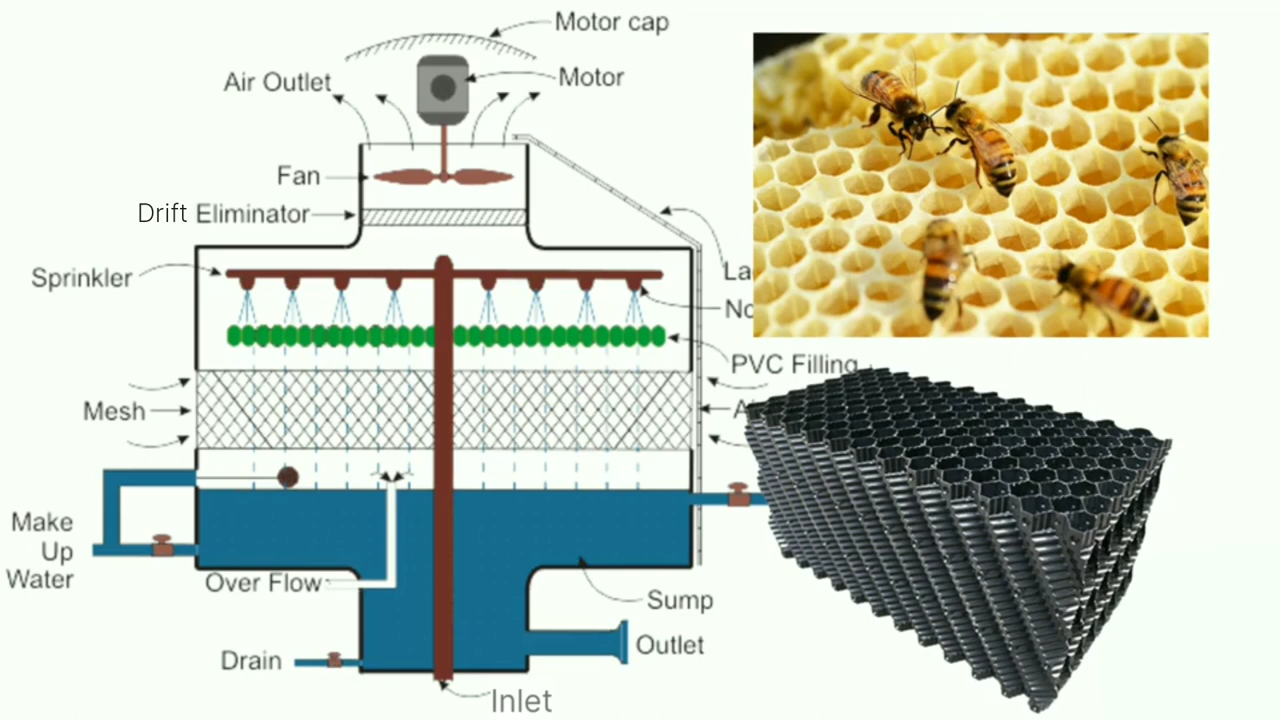 Motor cap
Air Outlet
Motor
Fan
Drift Eliminator
Sprinkler
PVC Filling
Mesh
Make
Up
Water
Over Flow
Sump
Drain
Outlet
Inlet